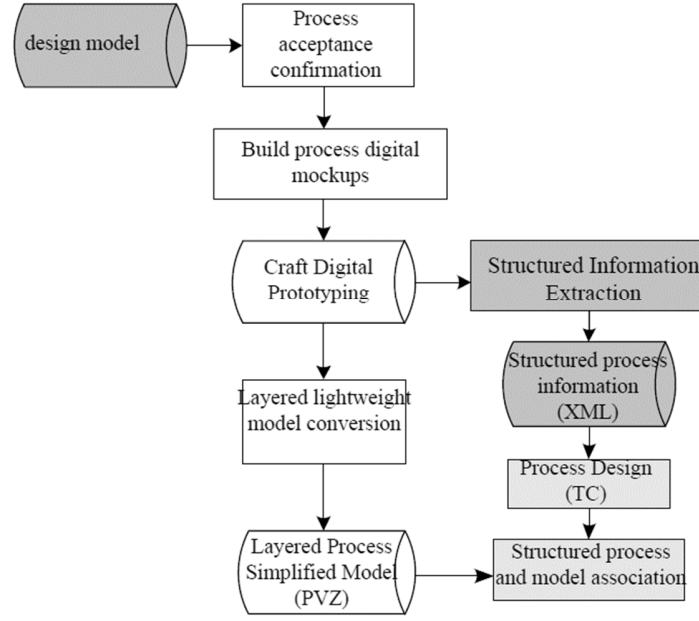 design model
Process
acceptance
confirmation
Build process digital
mockups
Craft Digital
Prototyping
Structured Information
Extraction
Layered lightweight
model conversion
Structured process
information
(XML)
Process Design
(TC)
Layered Process
Simplified Model
(PVZ)
Structured process
and model association